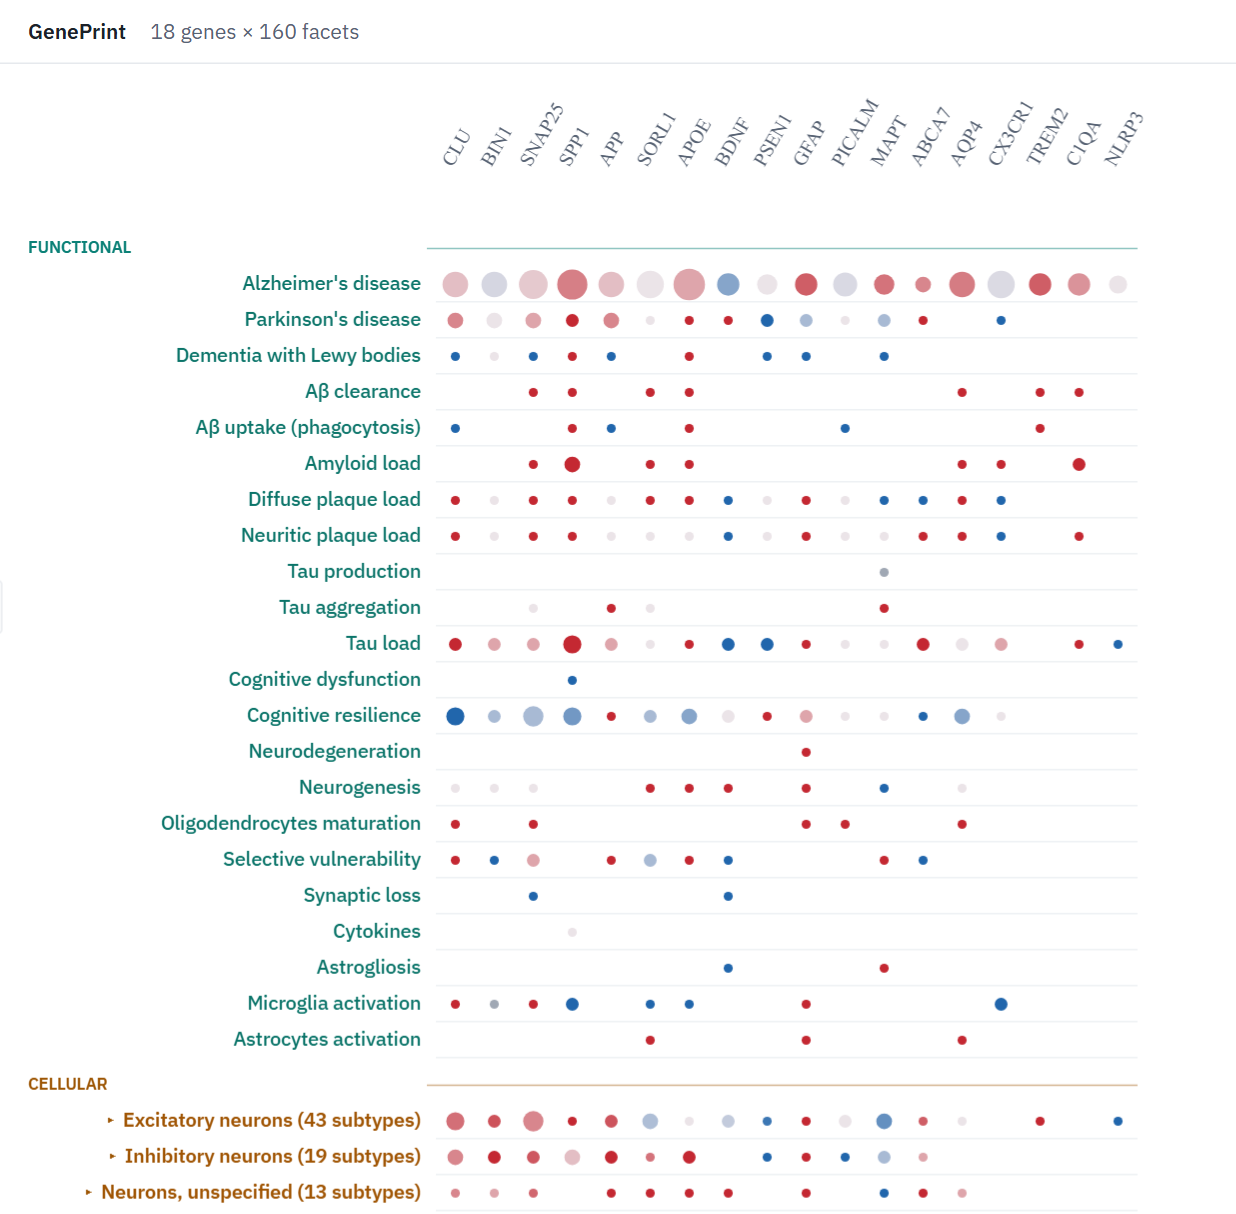 GenePrint 18 genes × 160 facets
CLU BIN1 SNAP25 SPP1 APP SORL1 APOE BDNF PSEN1 GFAP PICALM MAPT ABCA7 AQP4 CX3CR1 TREM2 C1QA NLRP3
FUNCTIONAL
Alzheimer's disease
Parkinson's disease
Dementia with Lewy bodies
Aβ clearance
Aβ uptake (phagocytosis)
Amyloid load
Diffuse plaque load
Neuritic plaque load
Tau production
Tau aggregation
Tau load
Cognitive dysfunction
Cognitive resilience
Neurodegeneration
Neurogenesis
Oligodendrocytes maturation
Selective vulnerability
Synaptic loss
Cytokines
Astrogliosis
Microglia activation
Astrocytes activation
CELLULAR
Excitatory neurons (43 subtypes)
Inhibitory neurons (19 subtypes)
Neurons, unspecified (13 subtypes)